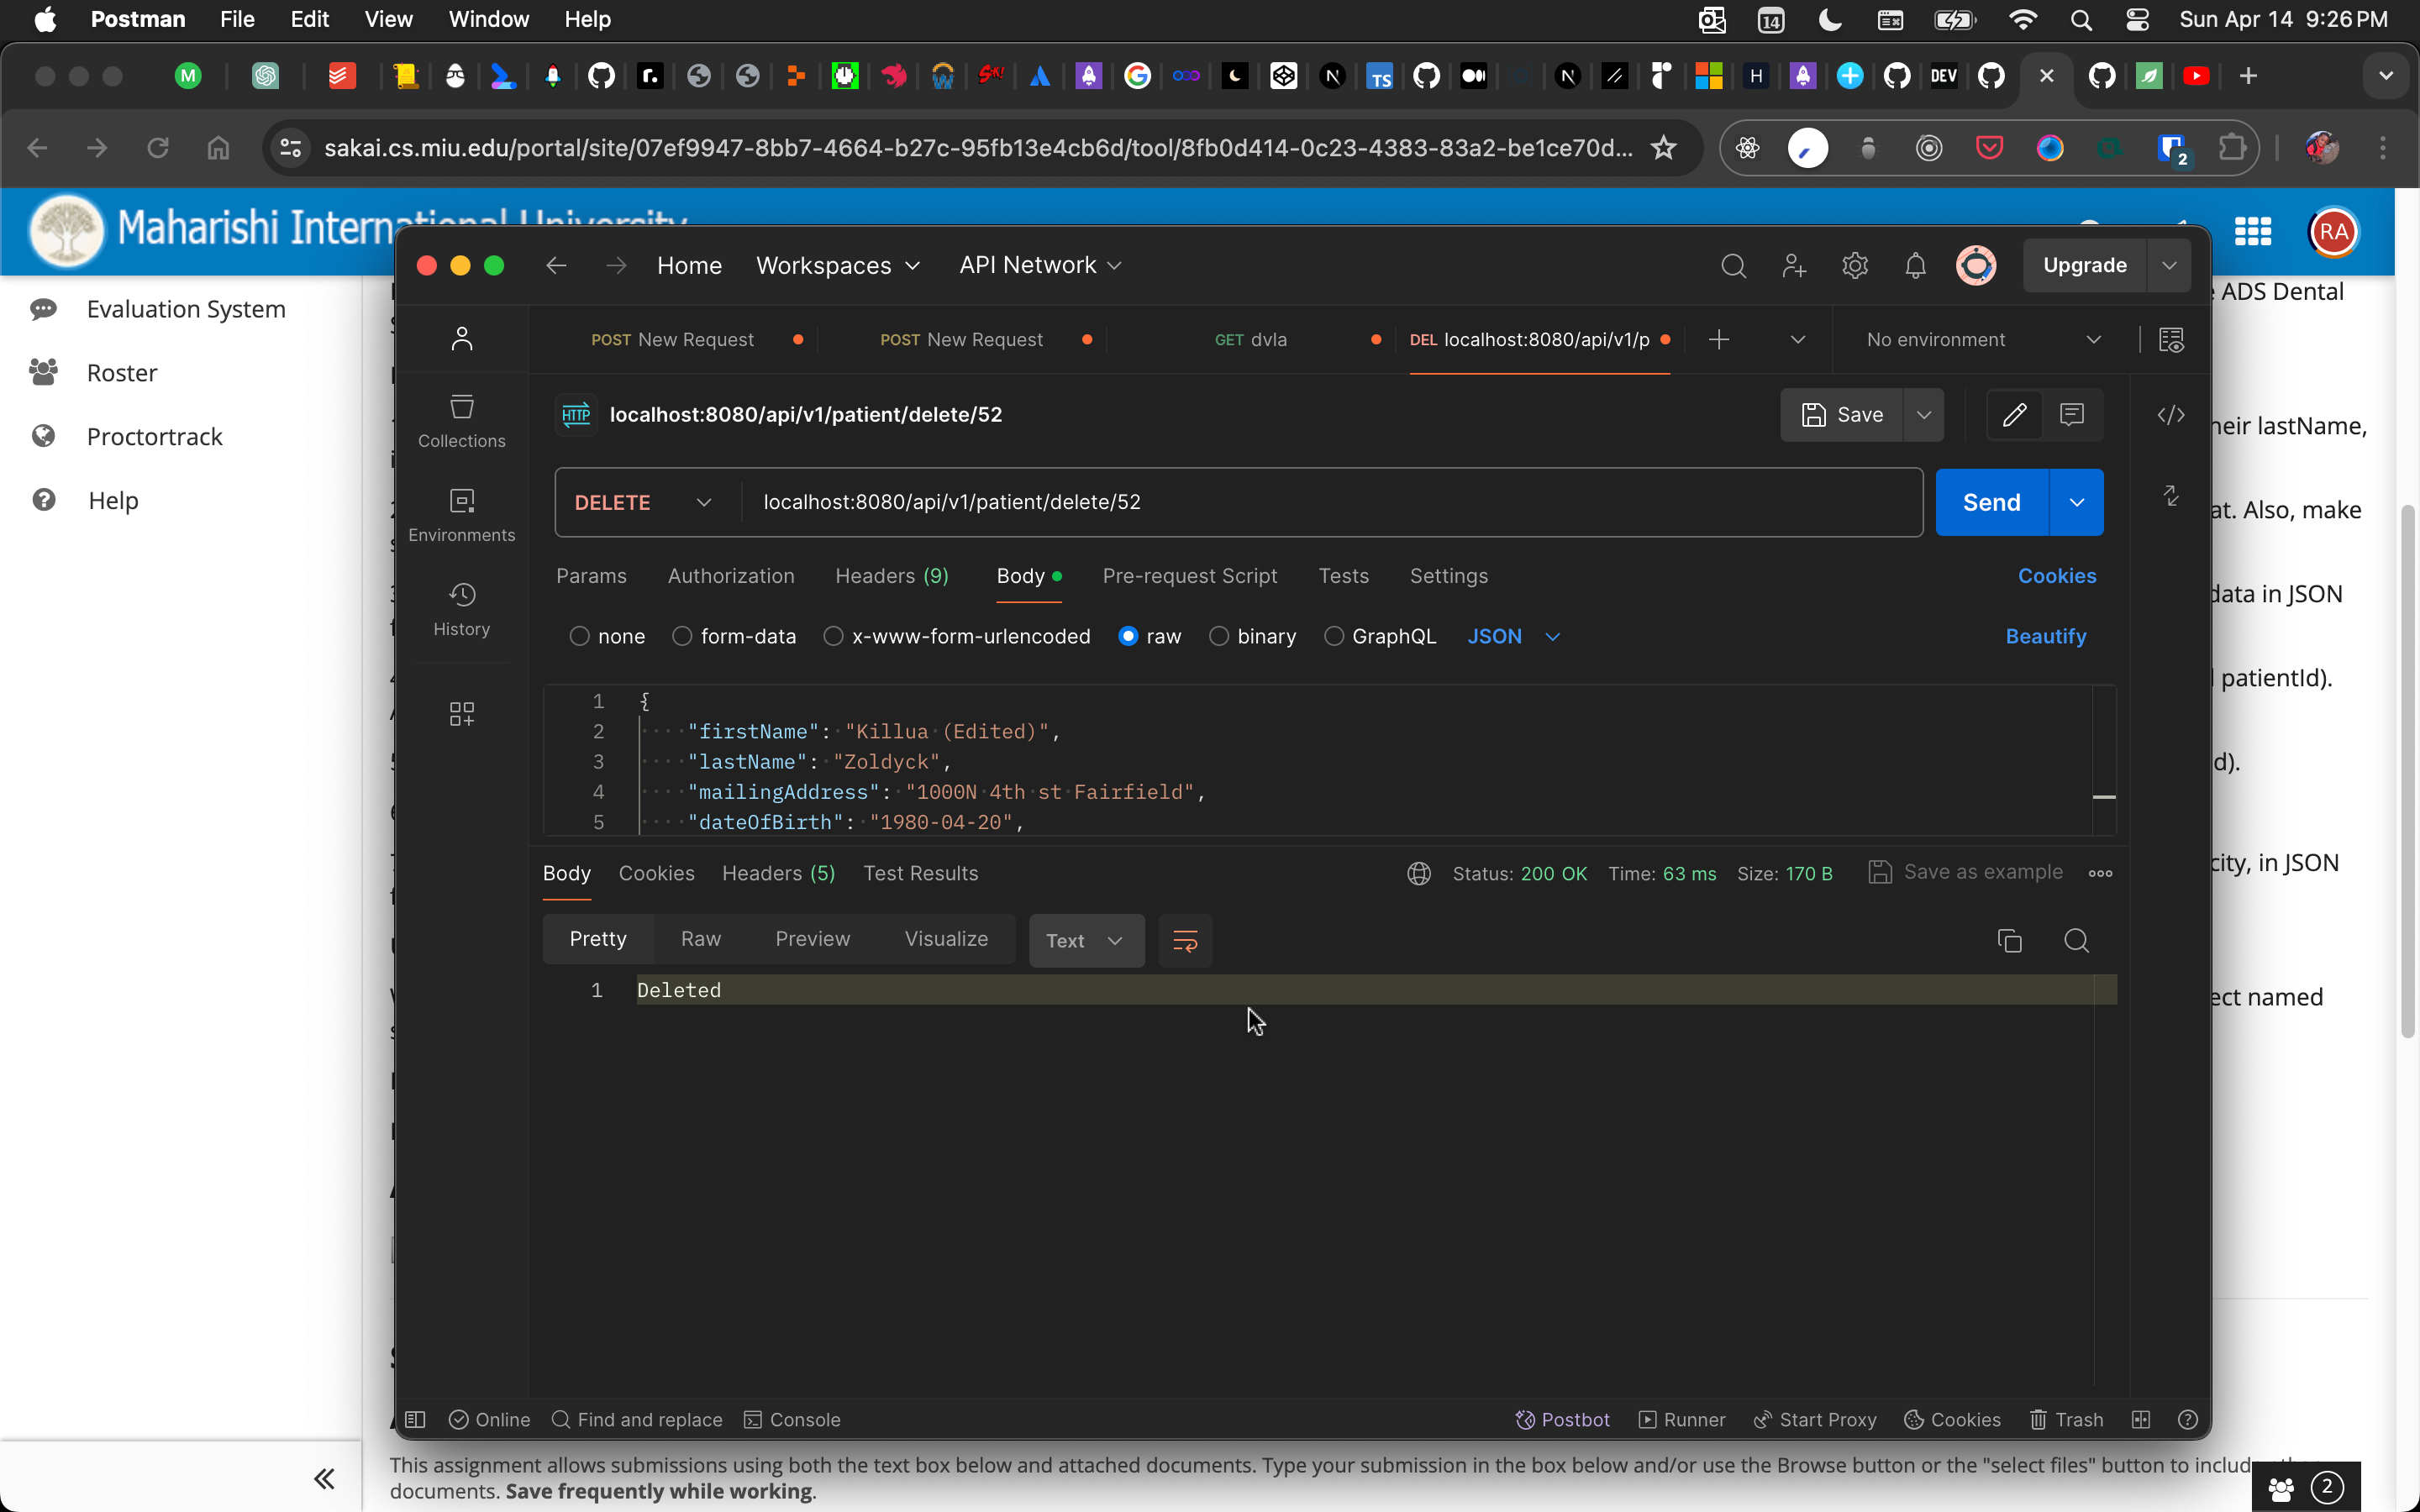 Postman File Edit View Window Help 14 Sun Apr 14 9:26 PM
sakai.cs.miu.edu/portal/site/07ef9947-8bb7-4664-b27c-95fb13e4cb6d/tool/8fb0d414-0c23-4383-83a2-be1ce70d...
2
Maharishi International University
RA
Evaluation System
Roster
Proctortrack
Help
Home Workspaces API Network Upgrade
POST New Request POST New Request GET dvla DEL localhost:8080/api/v1/p No environment
HTTP localhost:8080/api/v1/patient/delete/52 Save
DELETE localhost:8080/api/v1/patient/delete/52 Send
Collections
Environments
History
Params Authorization Headers (9) Body Pre-request Script Tests Settings Cookies
none form-data x-www-form-urlencoded raw binary GraphQL JSON Beautify
1 {
2 "firstName": "Killua (Edited)",
3 "lastName": "Zoldyck",
4 "mailingAddress": "1000N 4th st Fairfield",
5 "dateOfBirth": "1980-04-20",
Body Cookies Headers (5) Test Results Status: 200 OK Time: 63 ms Size: 170 B Save as example
Pretty Raw Preview Visualize Text
1 Deleted
Online Find and replace Console Postbot Runner Start Proxy Cookies Trash
ADS Dental
their lastName,
at. Also, make
data in JSON
patientId).
d).
city, in JSON
ect named
This assignment allows submissions using both the text box below and attached documents. Type your submission in the box below and/or use the Browse button or the "select files" button to include
documents. Save frequently while working.
2